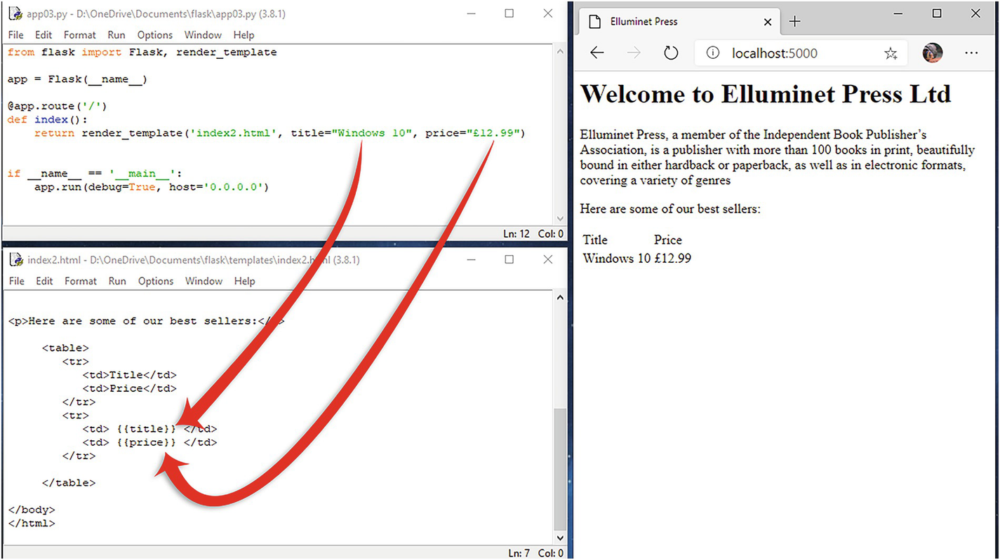 app03.py - D:\OneDrive\Documents\flask\app03.py (3.8.1)
File Edit Format Run Options Window Help
from flask import Flask, render_template
app = Flask(__name__)
@app.route('/')
def index():
    return render_template('index2.html', title="Windows 10", price="£12.99")
if __name__ == '__main__':
    app.run(debug=True, host='0.0.0.0')
Ln: 12 Col: 0
index2.html - D:\OneDrive\Documents\flask\templates\index2.html (3.8.1)
File Edit Format Run Options Window Help
<p>Here are some of our best sellers:</p>
<table>
<tr>
<td>Title</td>
<td>Price</td>
</tr>
<tr>
<td> {{title}} </td>
<td> {{price}} </td>
</tr>
</table>
</body>
</html>
Ln: 7 Col: 0
Elluminet Press
localhost:5000
Welcome to Elluminet Press Ltd
Elluminet Press, a member of the Independent Book Publisher’s
Association, is a publisher with more than 100 books in print, beautifully
bound in either hardback or paperback, as well as in electronic formats,
covering a variety of genres
Here are some of our best sellers:
Title Price
Windows 10 £12.99